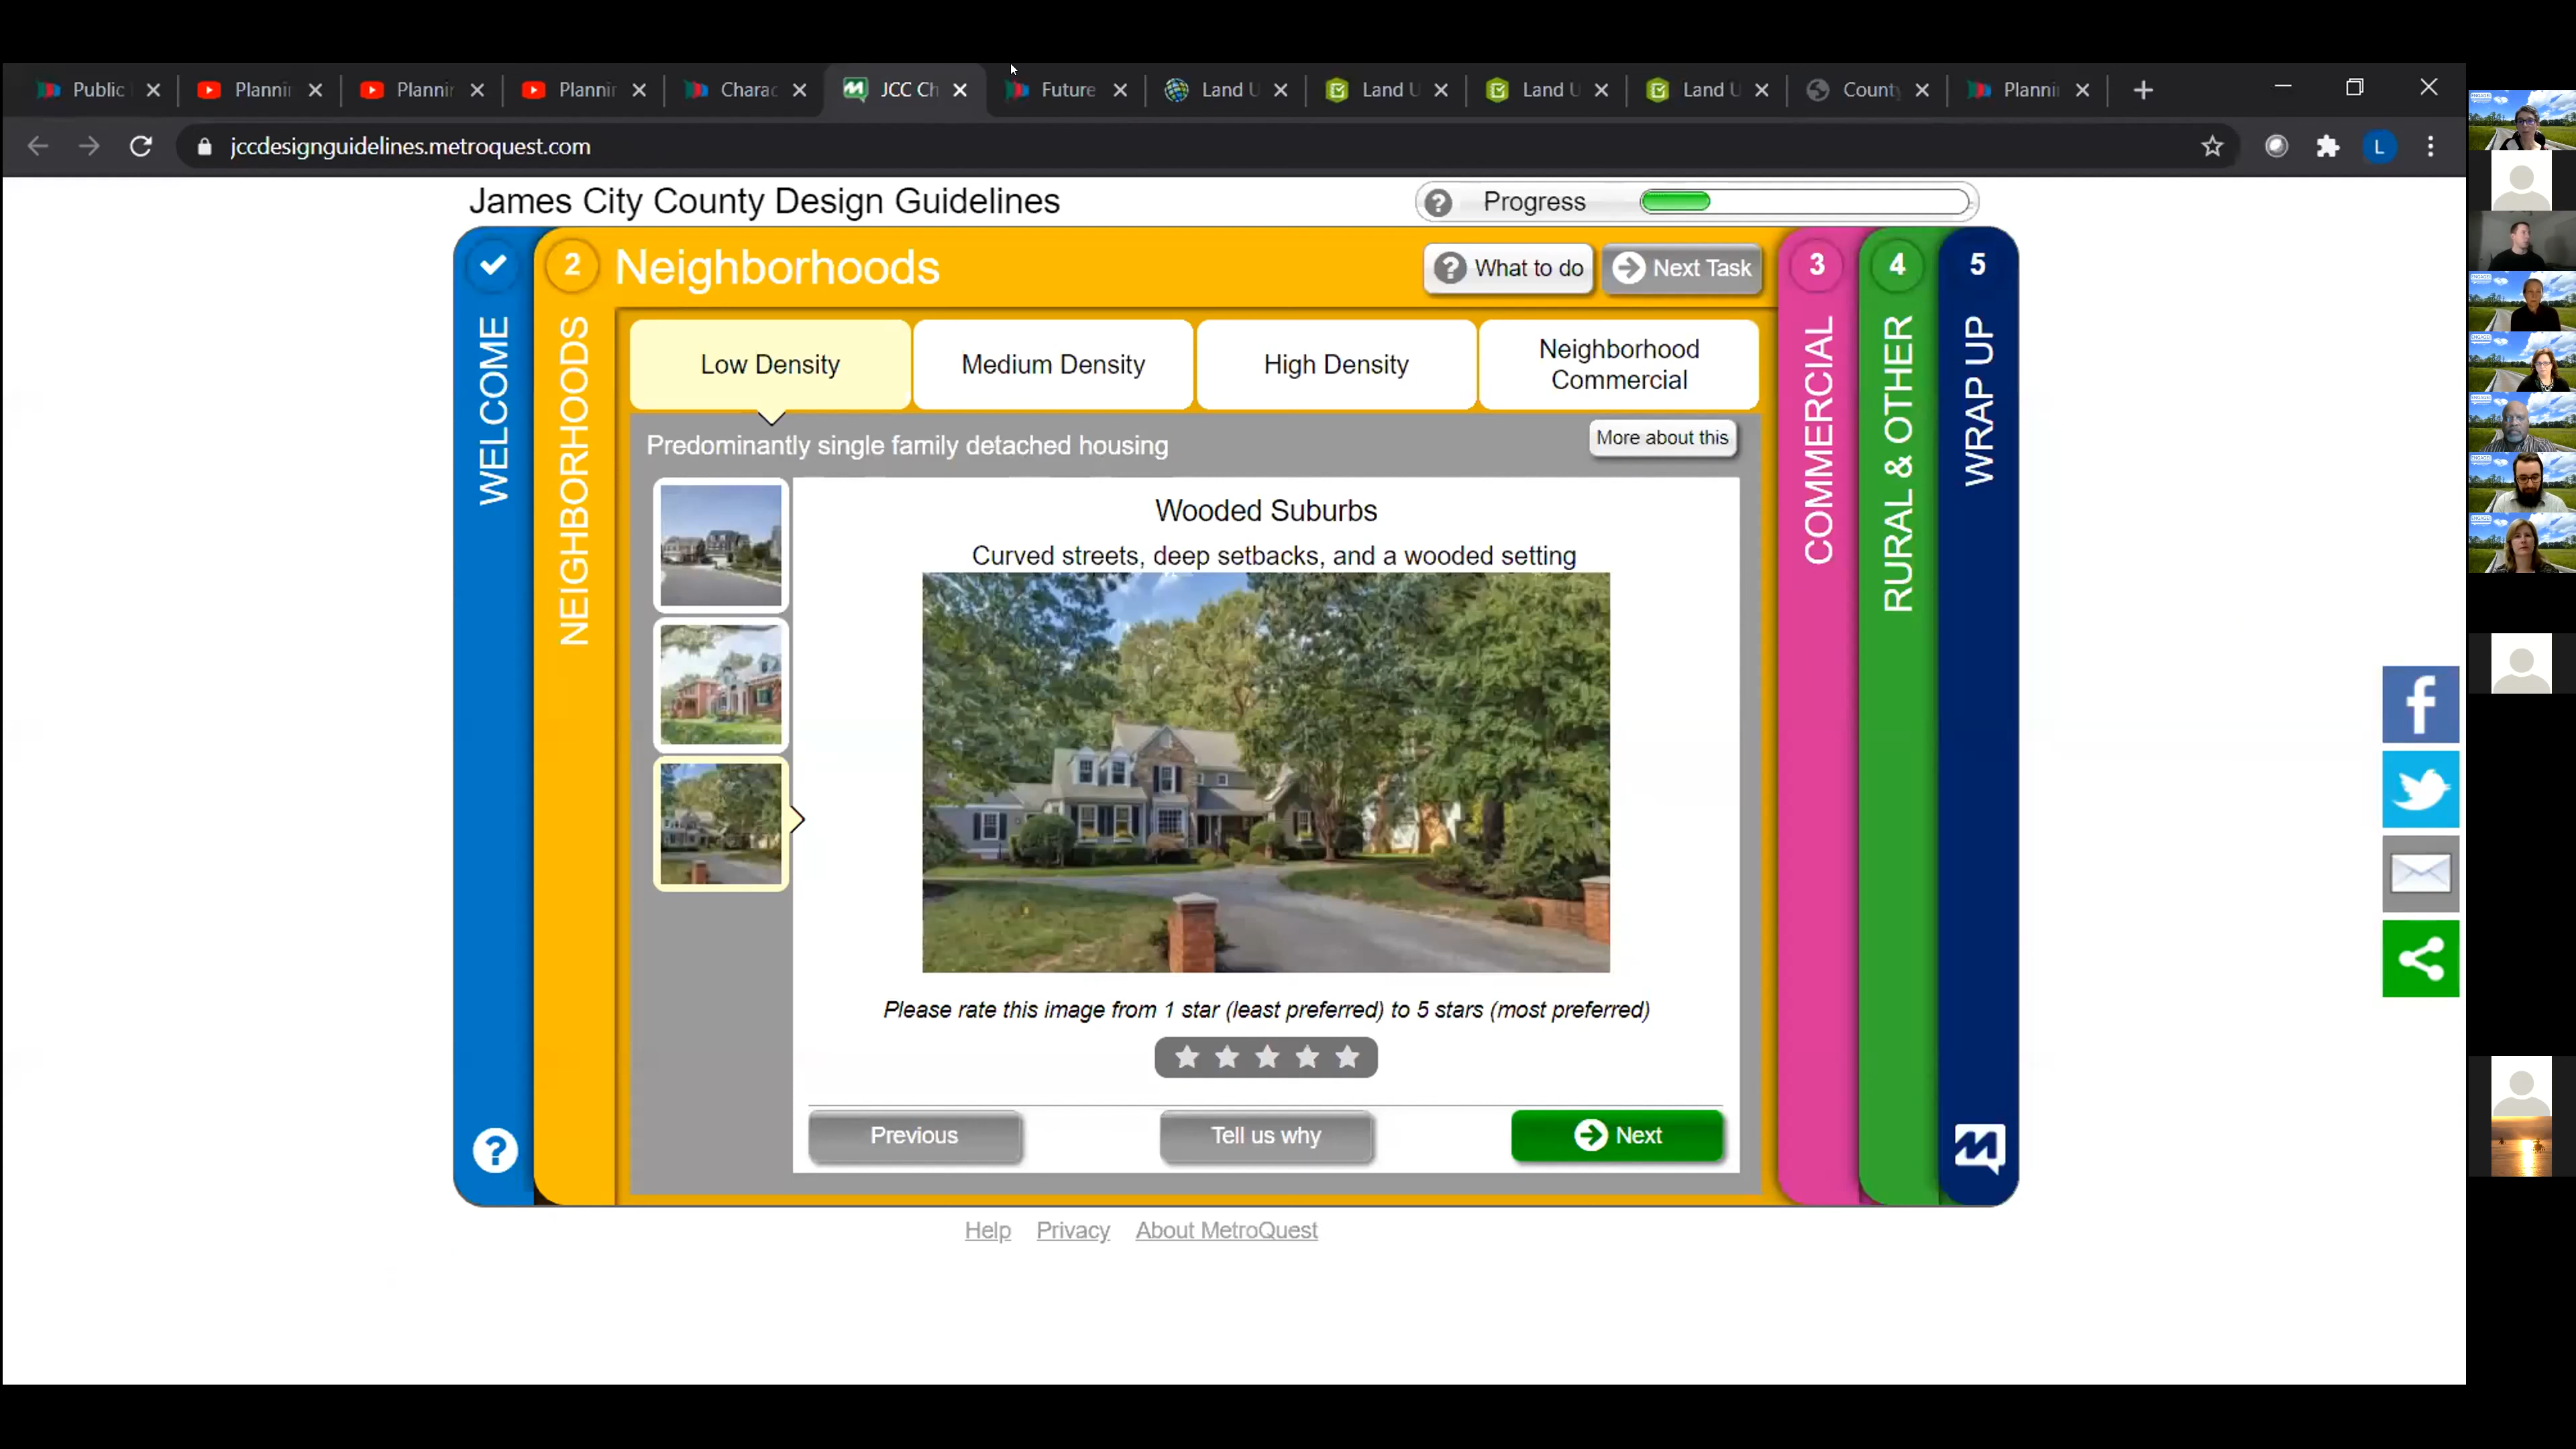 Public
Plannin
Plannin
Plannin
Charac
JCC Ch
Future
Land U
Land U
Land U
Land U
County
Plannin
jccdesignguidelines.metroquest.com
L
James City County Design Guidelines
? Progress
2 Neighborhoods
? What to do
Next Task
3
4
5
WELCOME
NEIGHBORHOODS
COMMERCIAL
RURAL & OTHER
WRAP UP
Low Density
Medium Density
High Density
Neighborhood
Commercial
Predominantly single family detached housing
More about this
Wooded Suburbs
Curved streets, deep setbacks, and a wooded setting
Please rate this image from 1 star (least preferred) to 5 stars (most preferred)
Previous
Tell us why
Next
?
Help
Privacy
About MetroQuest